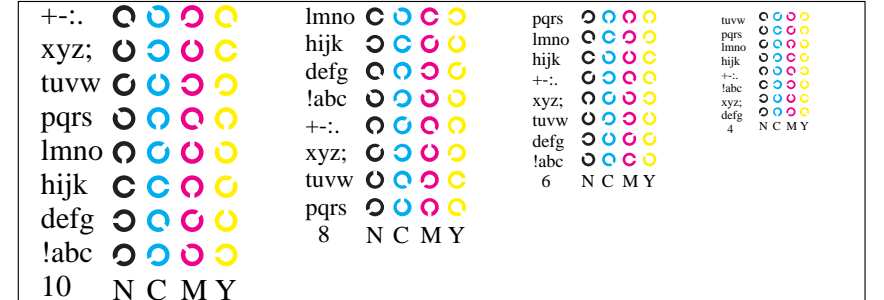 +-:.
xyz;
tuvw
pqrs
lmno
hijk
defg
!abc
10 N C M Y
lmno
hijk
defg
!abc
+-:.
xyz;
tuvw
pqrs
8 N C M Y
pqrs
lmno
hijk
+-:.
xyz;
tuvw
defg
!abc
6 N C M Y
tuvw
pqrs
lmno
hijk
+-:.
!abc
xyz;
defg
4 N C M Y